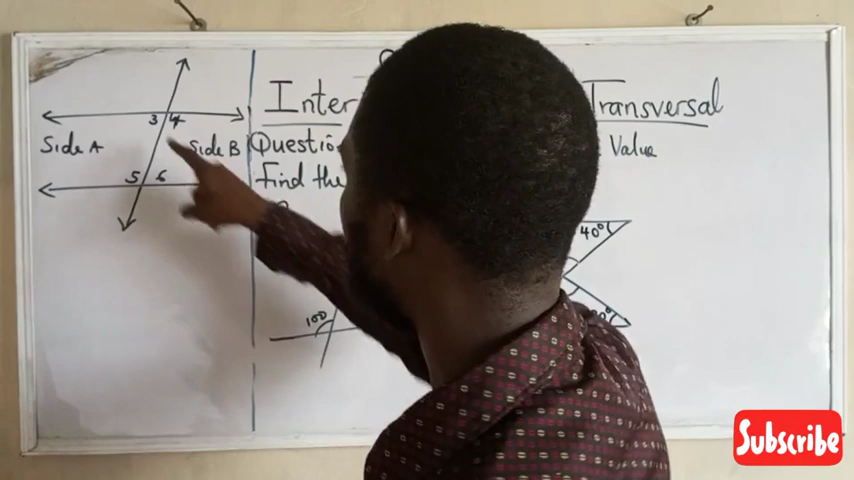 3 4
Side A
Side B
5 6
Inter Transversal
Question Value
Find the
40°
100
Subscribe